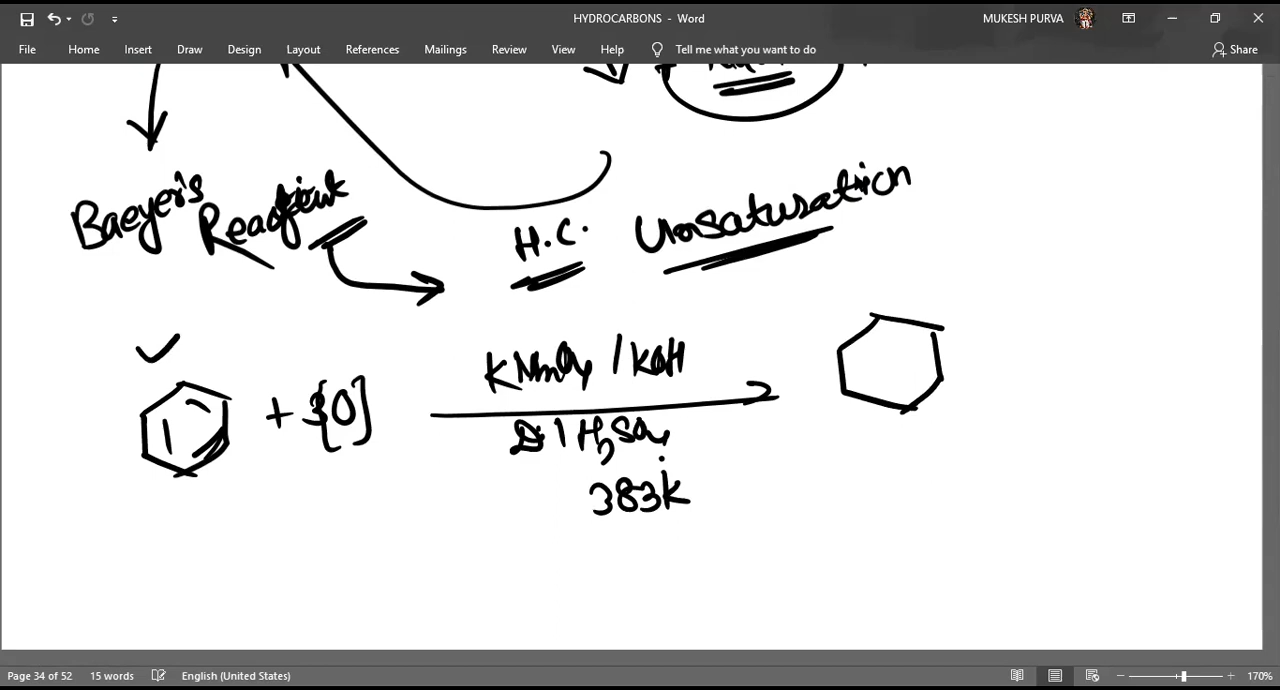 HYDROCARBONS - Word
MUKESH PURVA
File Home Insert Draw Design Layout References Mailings Review View Help Tell me what you want to do Share
Baeyer's Reagent
H.C. Unsaturation
+ 3[O]
KMnO4 / KOH
Dil H2SO4
383K
Page 34 of 52 15 words English (United States) 170%